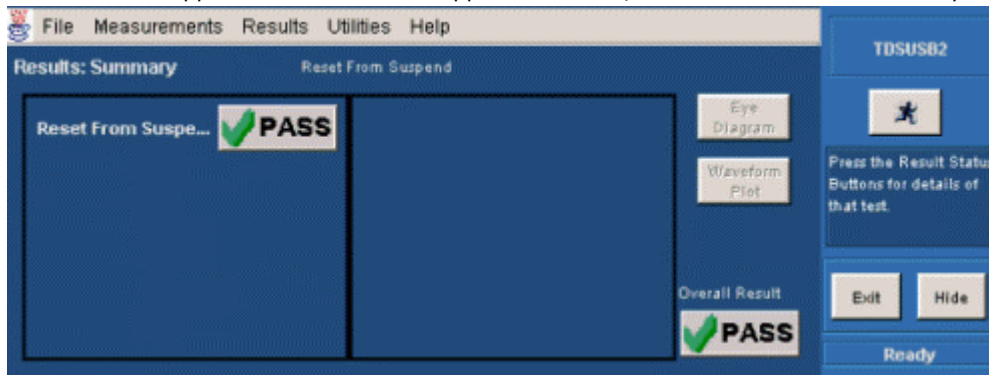 File Measurements Results Utilities Help
Results: Summary Reset From Suspend
Reset From Suspe... PASS
Eye
Diagram
Waveform
Plot
Overall Result
PASS
TDSUSB2
Press the Result Statu
Buttons for details of
that test.
Exit Hide
Ready